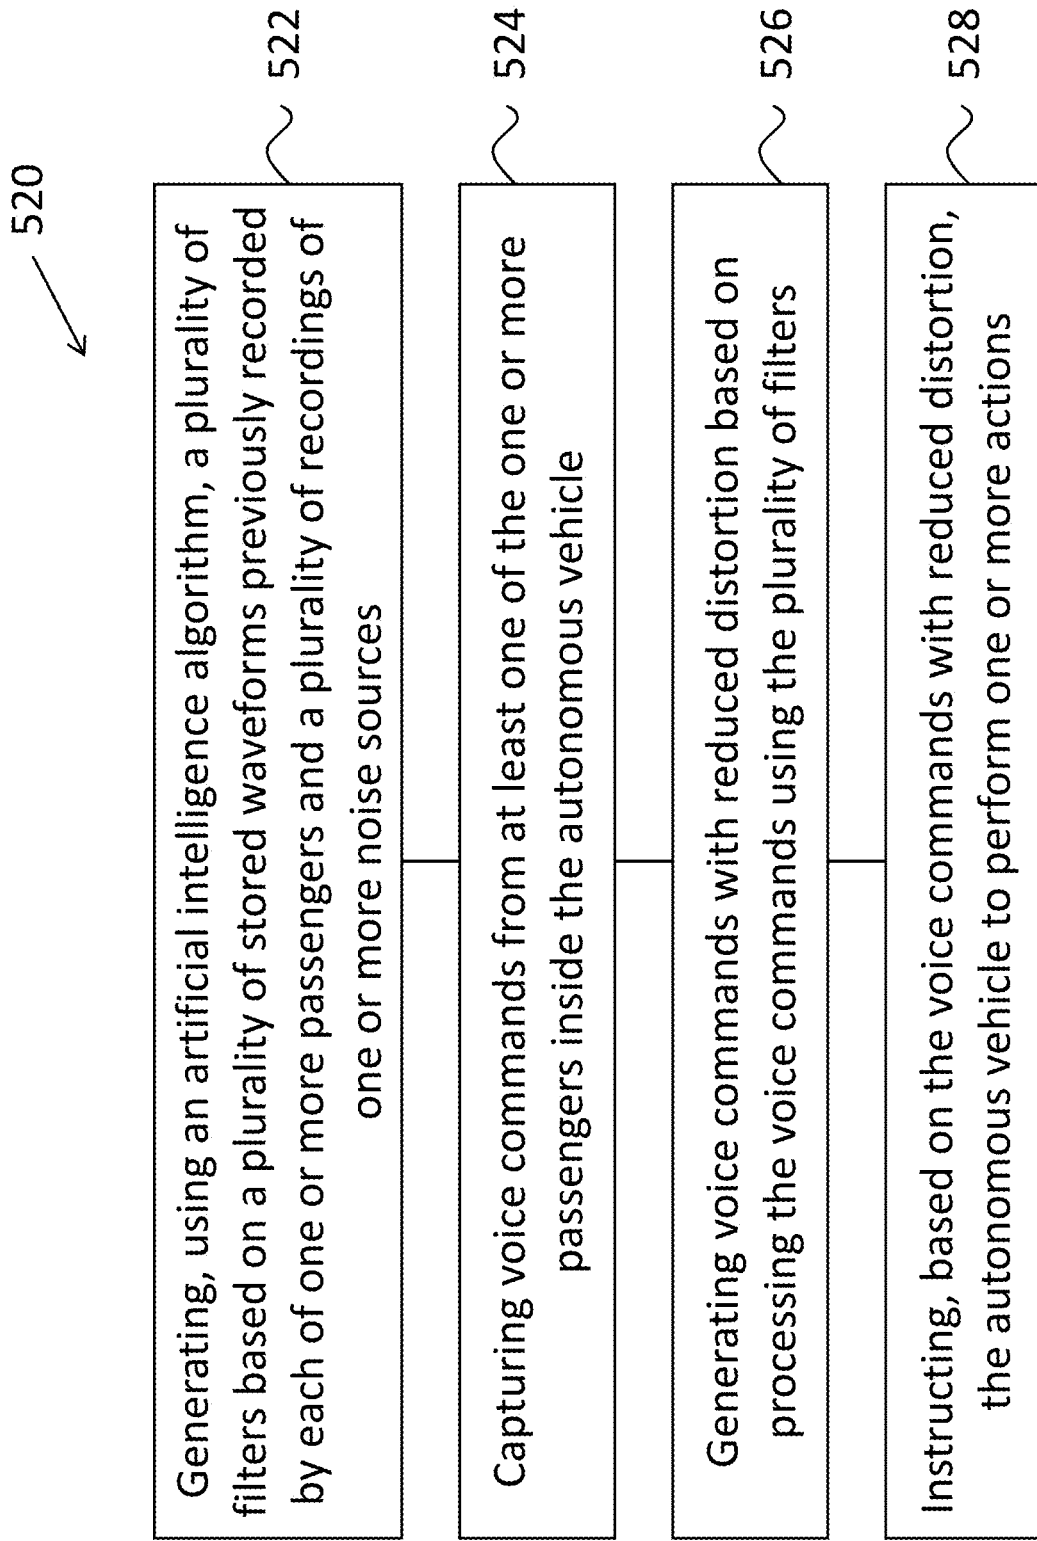 520
Generating, using an artificial intelligence algorithm, a plurality of
filters based on a plurality of stored waveforms previously recorded
by each of one or more passengers and a plurality of recordings of
one or more noise sources
522
Capturing voice commands from at least one of the one or more
passengers inside the autonomous vehicle
524
Generating voice commands with reduced distortion based on
processing the voice commands using the plurality of filters
526
Instructing, based on the voice commands with reduced distortion,
the autonomous vehicle to perform one or more actions
528